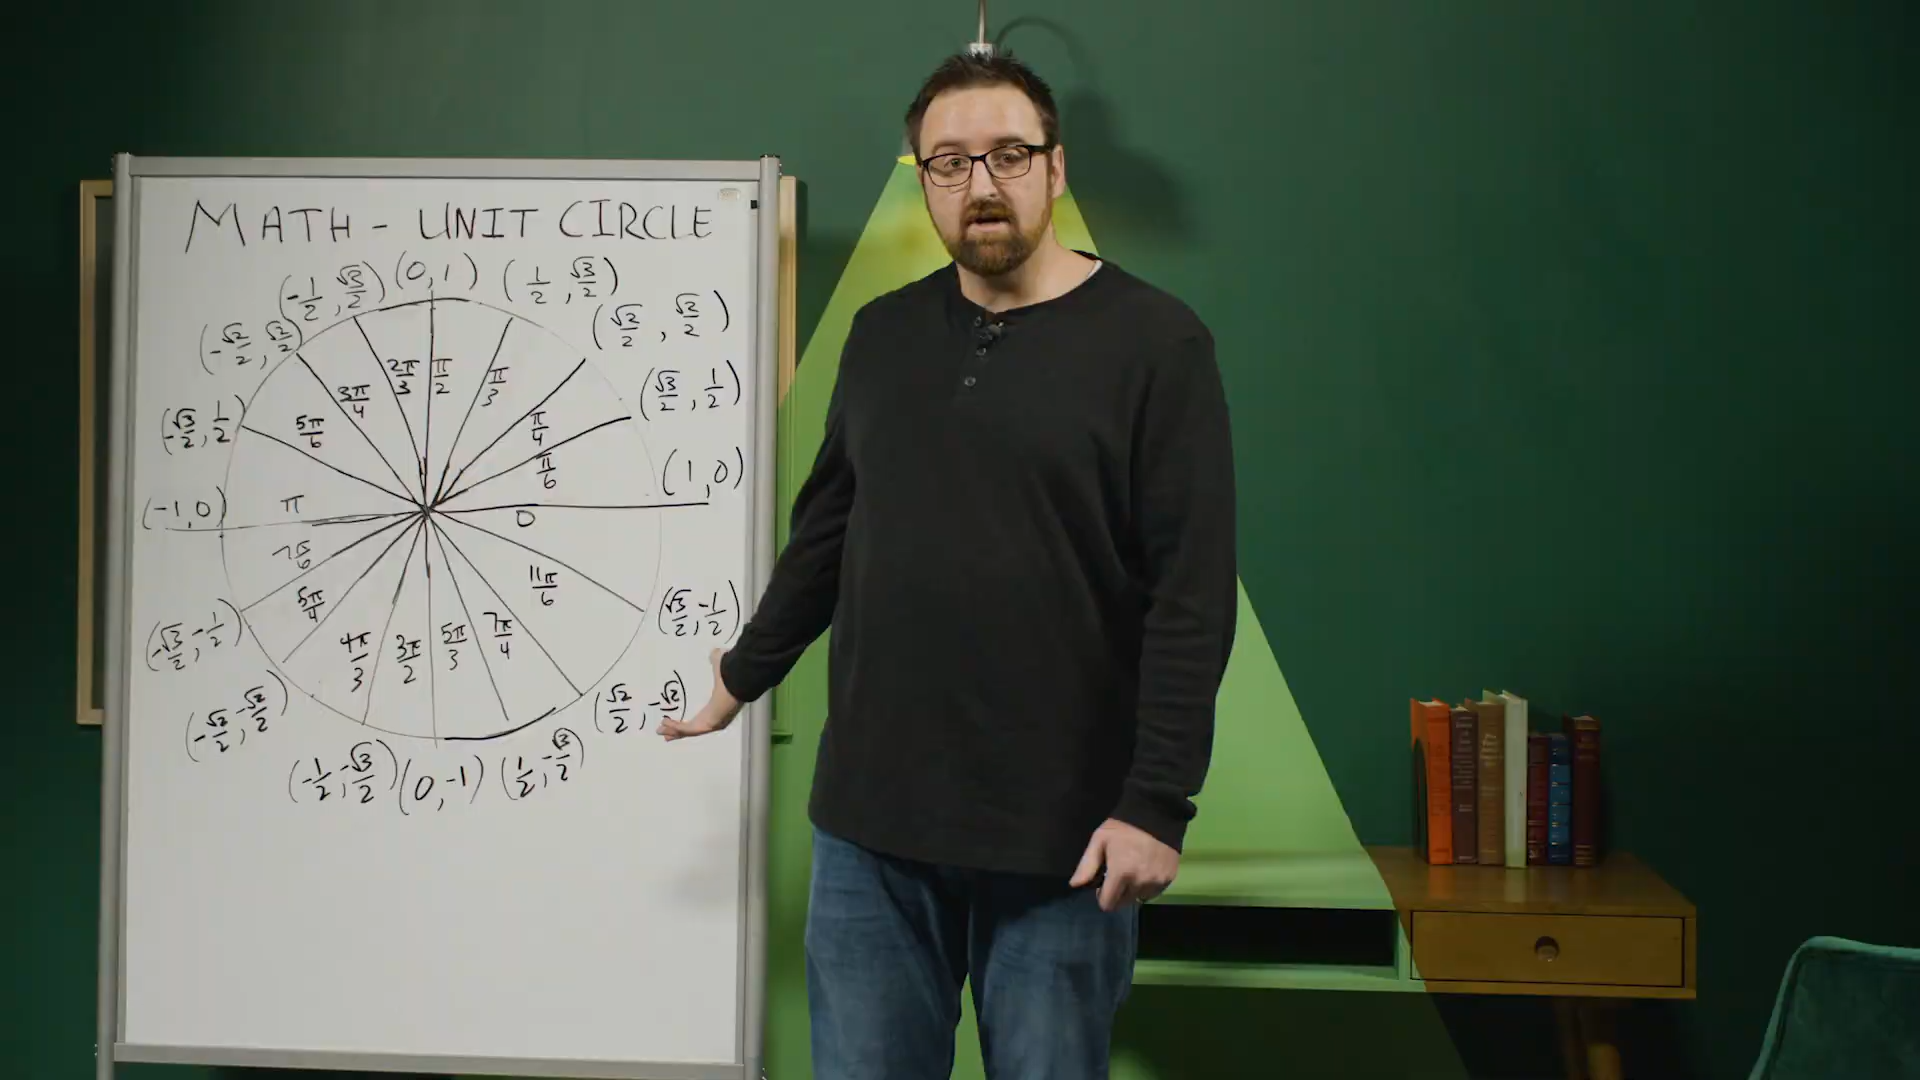 MATH - UNIT CIRCLE
(-1/2, √3/2) (0, 1) (1/2, √3/2)
(-√2/2, √2/2) (√2/2, √2/2)
(-√3/2, 1/2) (√3/2, 1/2)
(-1, 0) (1, 0)
2π/3 π/2 π/3
3π/4 π/4
5π/6 π/6
π 0
7π/6 11π/6
5π/4 7π/4
4π/3 3π/2 5π/3
(-√3/2, -1/2) (√3/2, -1/2)
(-√2/2, -√2/2) (√2/2, -√2/2)
(-1/2, -√3/2) (0, -1) (1/2, -√3/2)